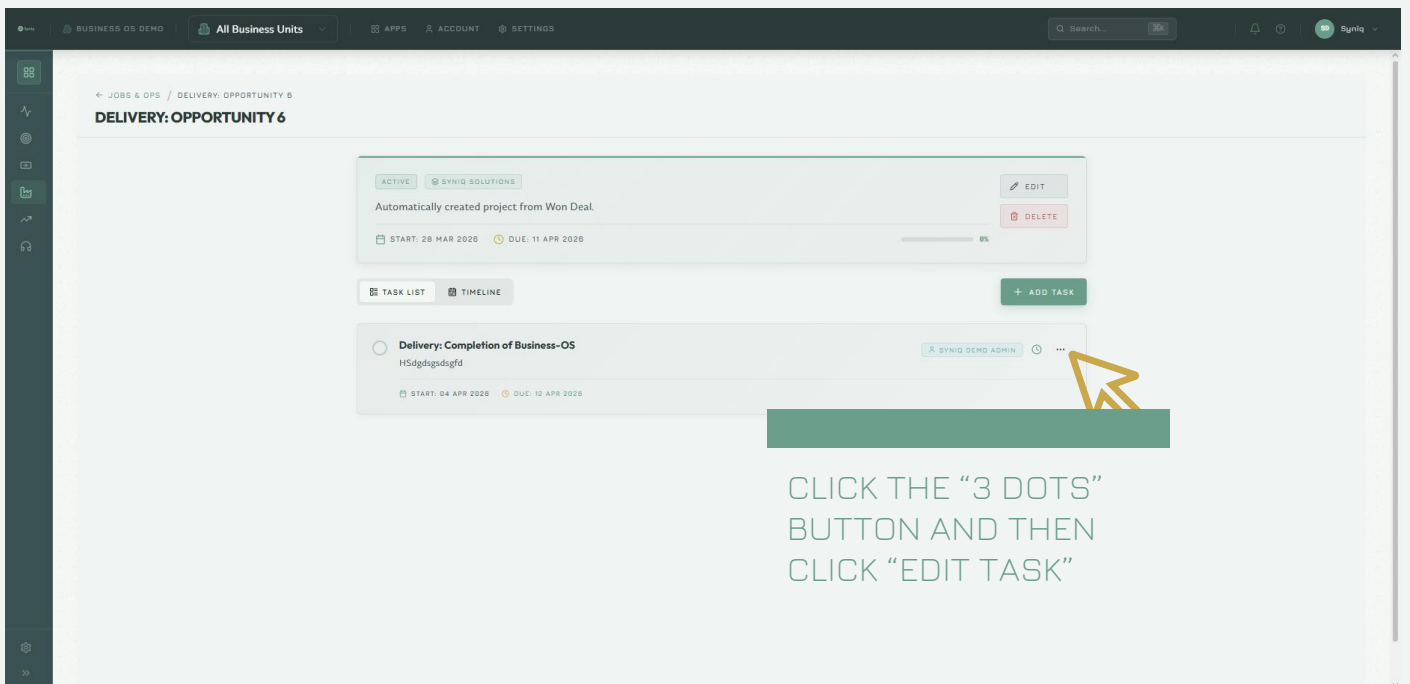 Syniq
BUSINESS OS DEMO
All Business Units
APPS
ACCOUNT
SETTINGS
Search...
⌘K
SD
Syniq
← JOBS & OPS / DELIVERY: OPPORTUNITY 6
DELIVERY: OPPORTUNITY 6
ACTIVE
SYNIQ SOLUTIONS
EDIT
Automatically created project from Won Deal.
DELETE
START: 28 MAR 2026
DUE: 11 APR 2026
0%
TASK LIST
TIMELINE
+ ADD TASK
Delivery: Completion of Business-OS
SYNIQ DEMO ADMIN
HSdgdsgsdsgfd
START: 04 APR 2026
DUE: 12 APR 2026
CLICK THE “3 DOTS”
BUTTON AND THEN
CLICK “EDIT TASK”